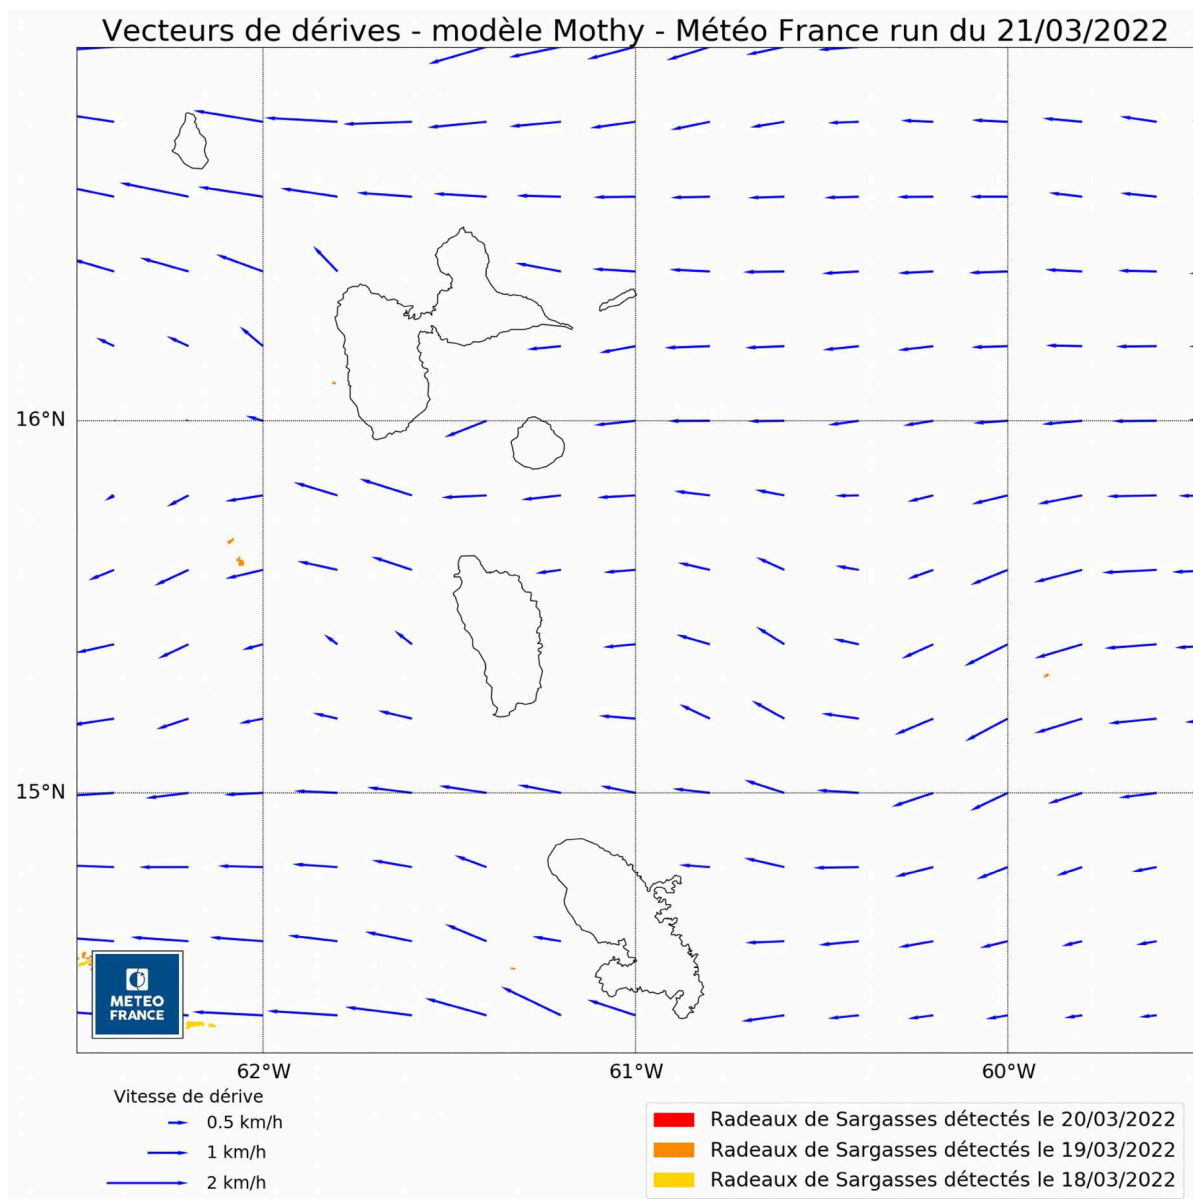 Vecteurs de dérives - modèle Mothy - Météo France run du 21/03/2022
16°N
15°N
METEO
FRANCE
62°W
61°W
60°W
Vitesse de dérive
0.5 km/h
1 km/h
2 km/h
Radeaux de Sargasses détectés le 20/03/2022
Radeaux de Sargasses détectés le 19/03/2022
Radeaux de Sargasses détectés le 18/03/2022